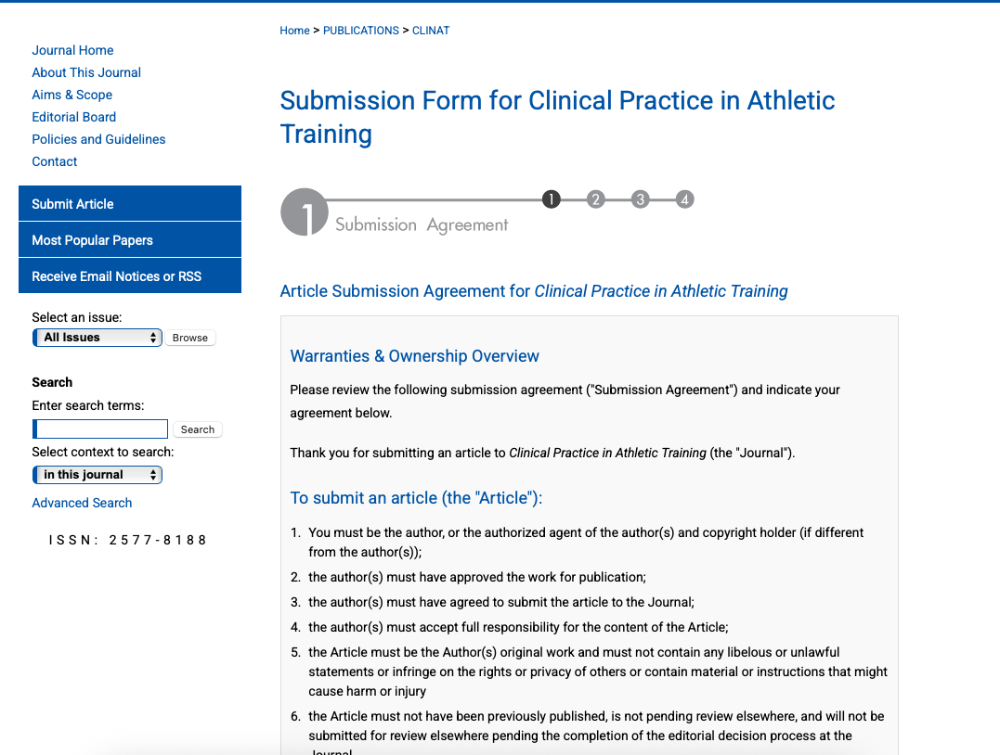 Home > PUBLICATIONS > CLINAT
Journal Home
About This Journal
Aims & Scope
Editorial Board
Policies and Guidelines
Contact
Submit Article
Most Popular Papers
Receive Email Notices or RSS
Select an issue:
All Issues
Browse
Search
Enter search terms:
Search
Select context to search:
in this journal
Advanced Search
ISSN: 2577-8188
Submission Form for Clinical Practice in Athletic
Training
1 Submission Agreement
1 2 3 4
Article Submission Agreement for Clinical Practice in Athletic Training
Warranties & Ownership Overview
Please review the following submission agreement ("Submission Agreement") and indicate your
agreement below.
Thank you for submitting an article to Clinical Practice in Athletic Training (the "Journal").
To submit an article (the "Article"):
1. You must be the author, or the authorized agent of the author(s) and copyright holder (if different
from the author(s));
2. the author(s) must have approved the work for publication;
3. the author(s) must have agreed to submit the article to the Journal;
4. the author(s) must accept full responsibility for the content of the Article;
5. the Article must be the Author(s) original work and must not contain any libelous or unlawful
statements or infringe on the rights or privacy of others or contain material or instructions that might
cause harm or injury
6. the Article must not have been previously published, is not pending review elsewhere, and will not be
submitted for review elsewhere pending the completion of the editorial decision process at the
Journal